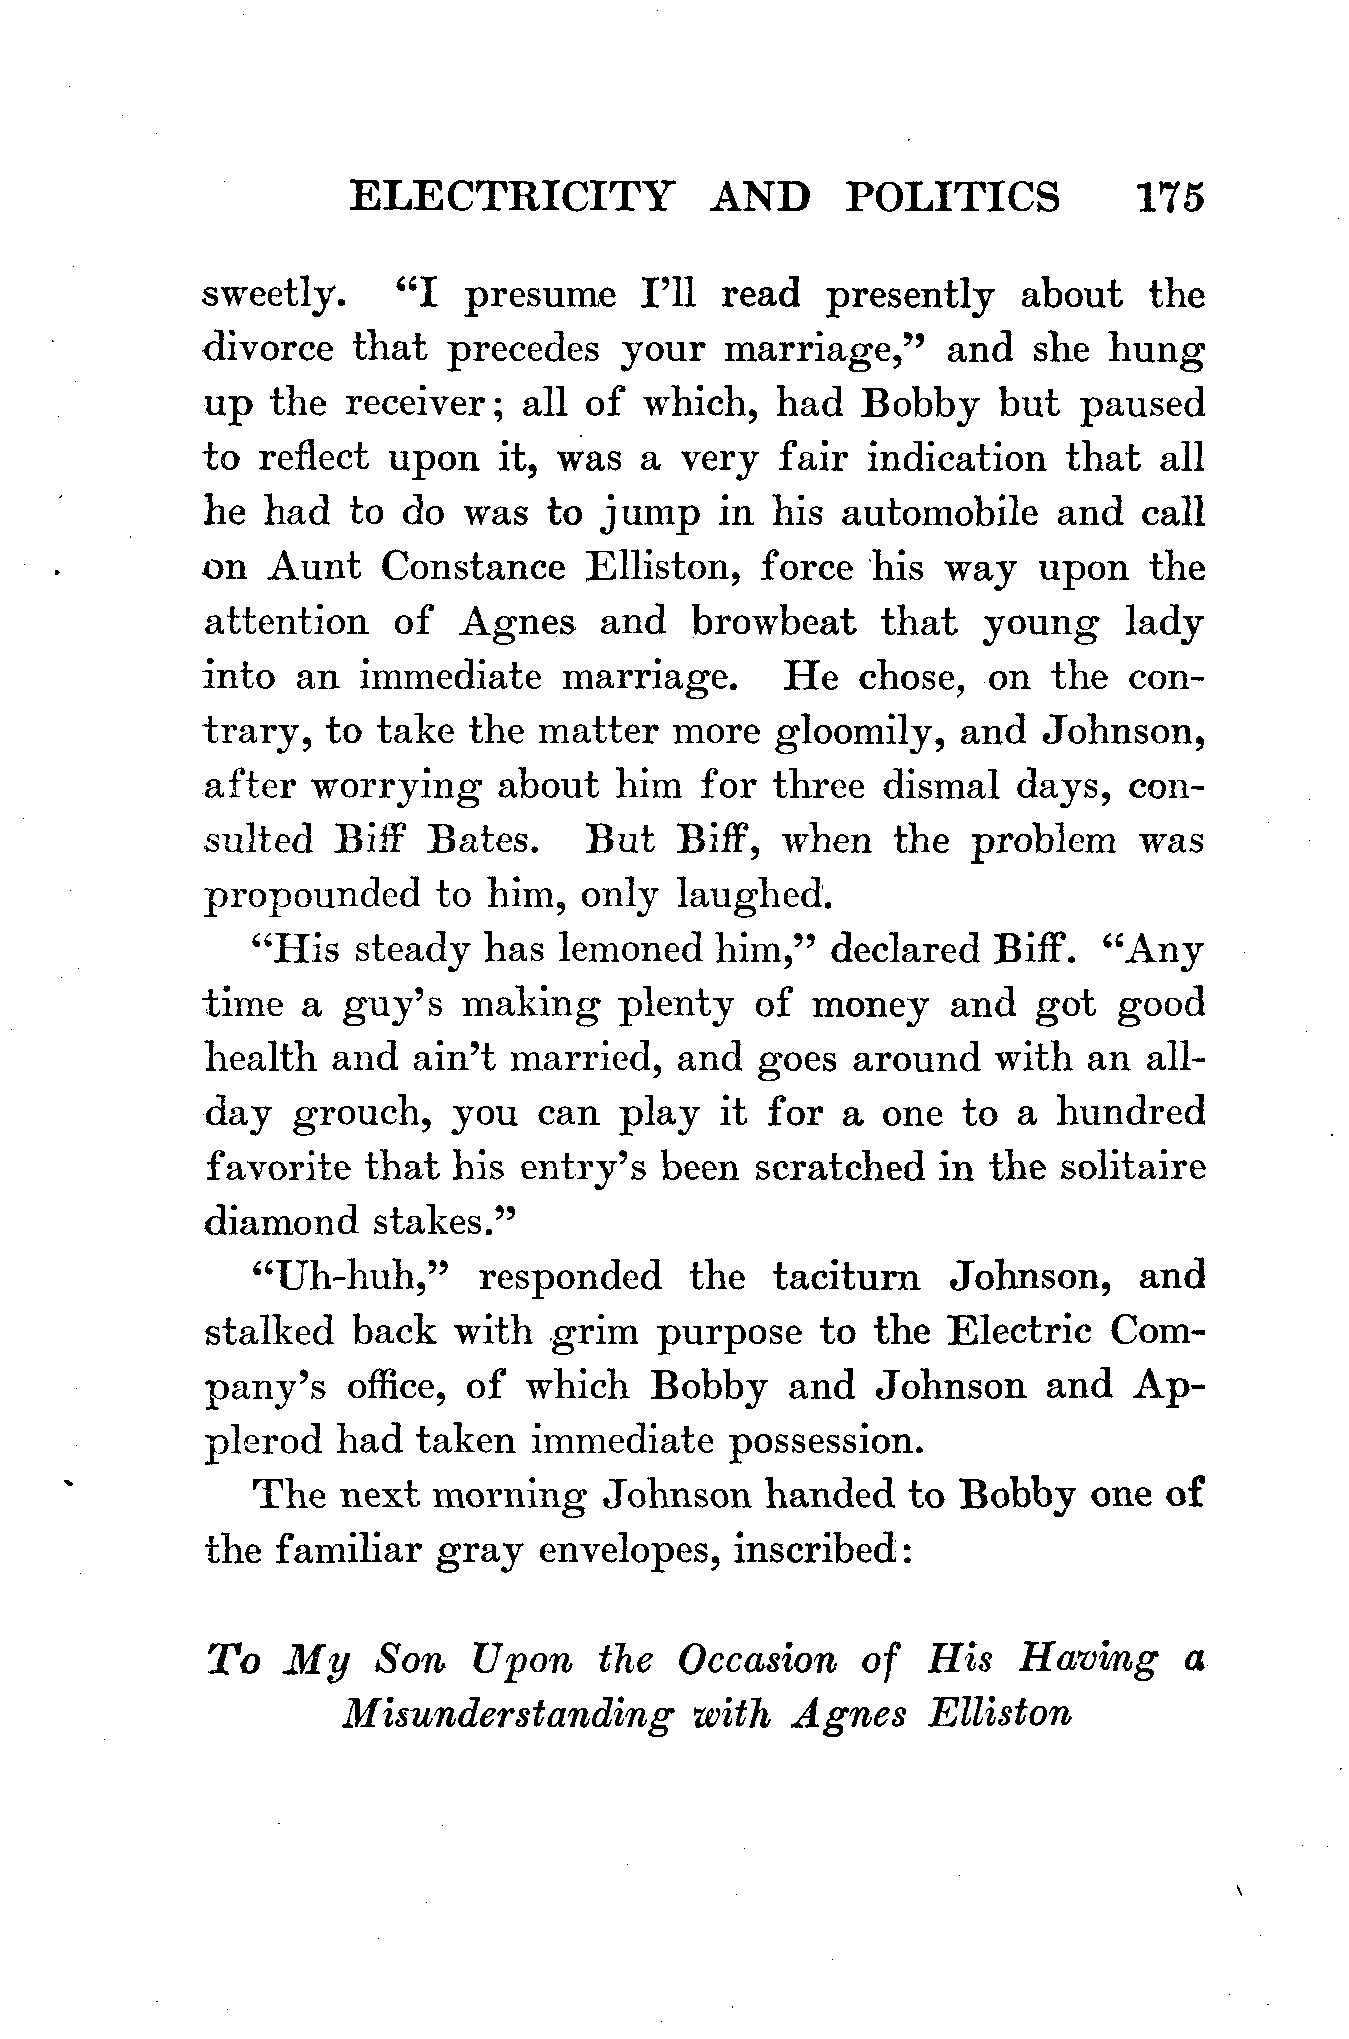 ELECTRICITY AND POLITICS 175
sweetly. “I presume I’ll read presently about the
divorce that precedes your marriage,” and she hung
up the receiver; all of which, had Bobby but paused
to reflect upon it, was a very fair indication that all
he had to do was to jump in his automobile and call
on Aunt Constance Elliston, force his way upon the
attention of Agnes and browbeat that young lady
into an immediate marriage. He chose, on the con-
trary, to take the matter more gloomily, and Johnson,
after worrying about him for three dismal days, con-
sulted Biff Bates. But Biff, when the problem was
propounded to him, only laughed.
“His steady has lemoned him,” declared Biff. “Any
time a guy’s making plenty of money and got good
health and ain’t married, and goes around with an all-
day grouch, you can play it for a one to a hundred
favorite that his entry’s been scratched in the solitaire
diamond stakes.”
“Uh-huh,” responded the taciturn Johnson, and
stalked back with grim purpose to the Electric Com-
pany’s office, of which Bobby and Johnson and Ap-
plerod had taken immediate possession.
The next morning Johnson handed to Bobby one of
the familiar gray envelopes, inscribed:
To My Son Upon the Occasion of His Having a
Misunderstanding with Agnes Elliston